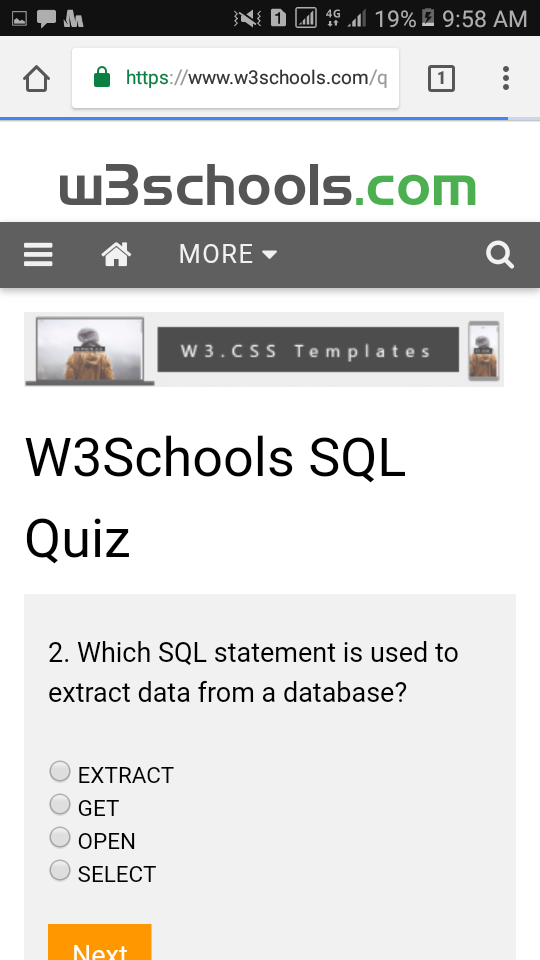 1 4G 19% 9:58 AM
https://www.w3schools.com/q
1
w3schools.com
MORE
W3.CSS Templates
W3Schools SQL
Quiz
2. Which SQL statement is used to
extract data from a database?
EXTRACT
GET
OPEN
SELECT
Next